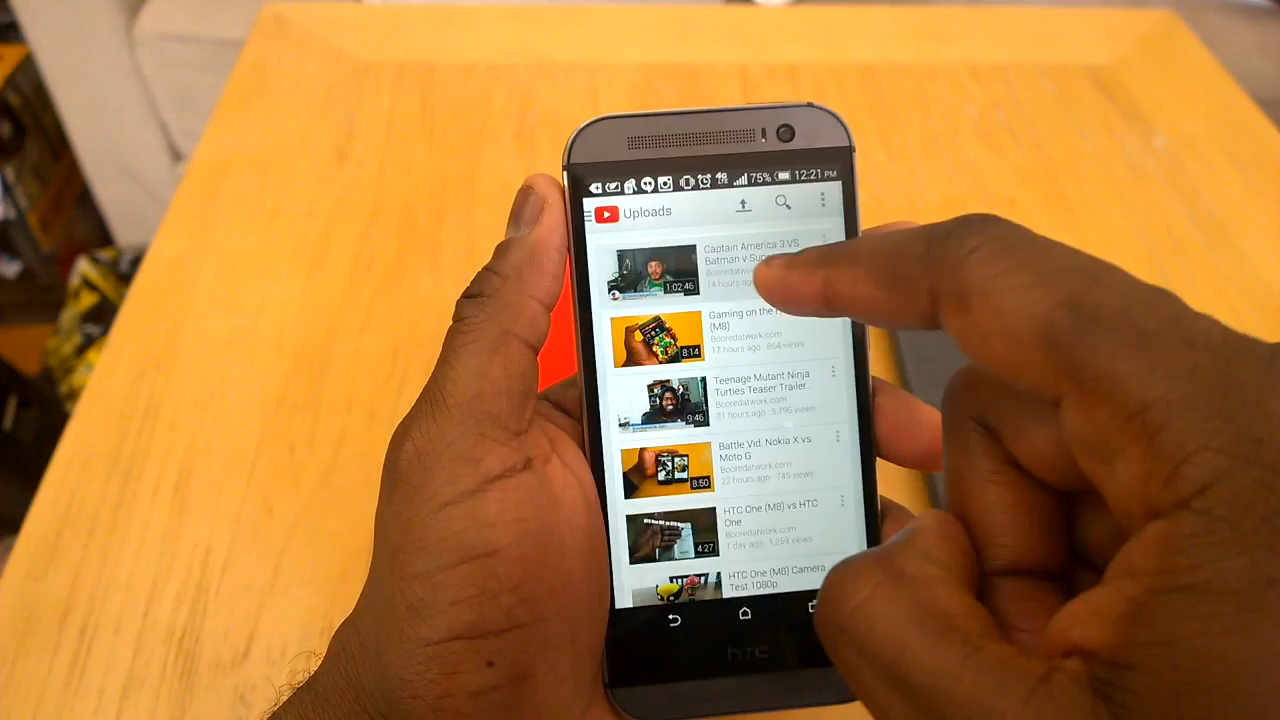 4G
LTE
75%
12:21 PM
Uploads
Captain America 3 VS
Batman v
1:02:46
14 hours
Gaming on the
(M8)
Booredatwork.com
17 hours ago 864 views
8:14
Teenage Mutant Ninja
Turtles Teaser Trailer...
Booredatwork.com
21 hours ago 5,796 views
9:46
Battle Vid: Nokia X vs.
Moto G
Booredatwork.com
22 hours ago 745 views
8:50
HTC One (M8) vs HTC
One
Booredatwork.com
1 day ago 1,259 views
4:27
HTC One (M8) Camera
Test 1080p
hTC